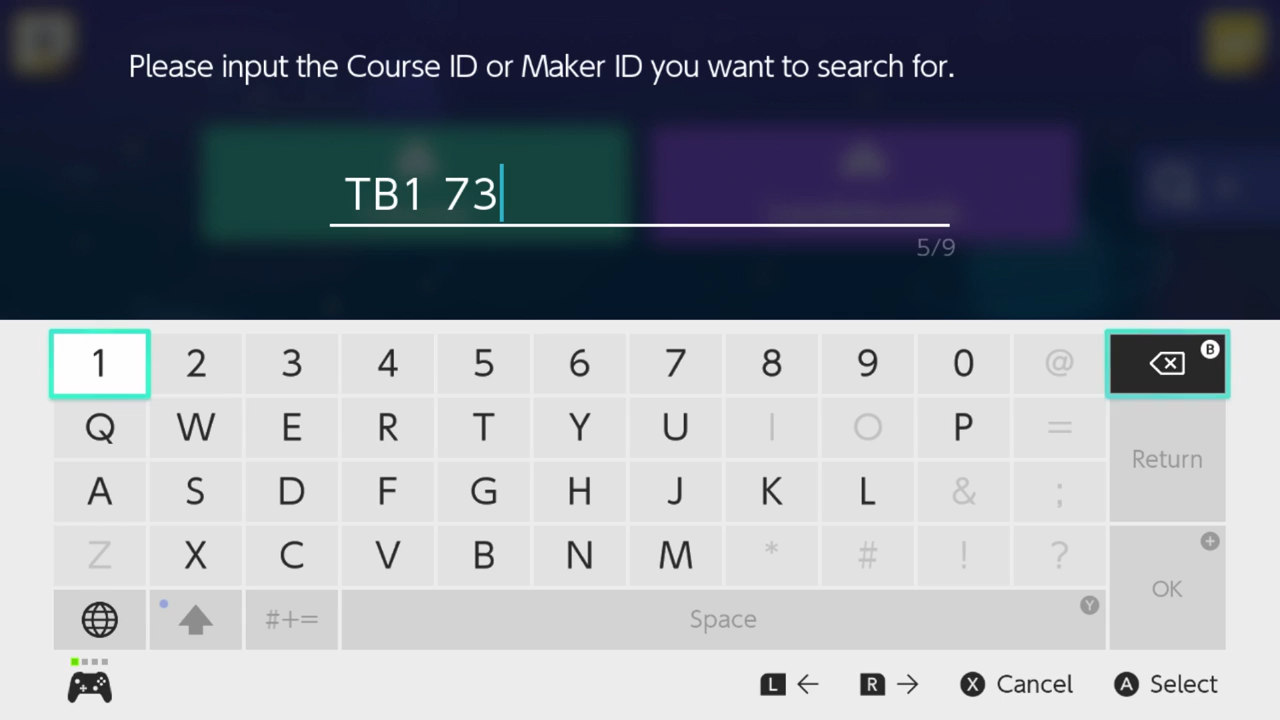 Please input the Course ID or Maker ID you want to search for.
TB1 73
5/9
1 2 3 4 5 6 7 8 9 0 @ B
Q W E R T Y U I O P = Return
A S D F G H J K L & ;
Z X C V B N M * # ! ? + OK
#+= Space Y
L ← R → X Cancel A Select